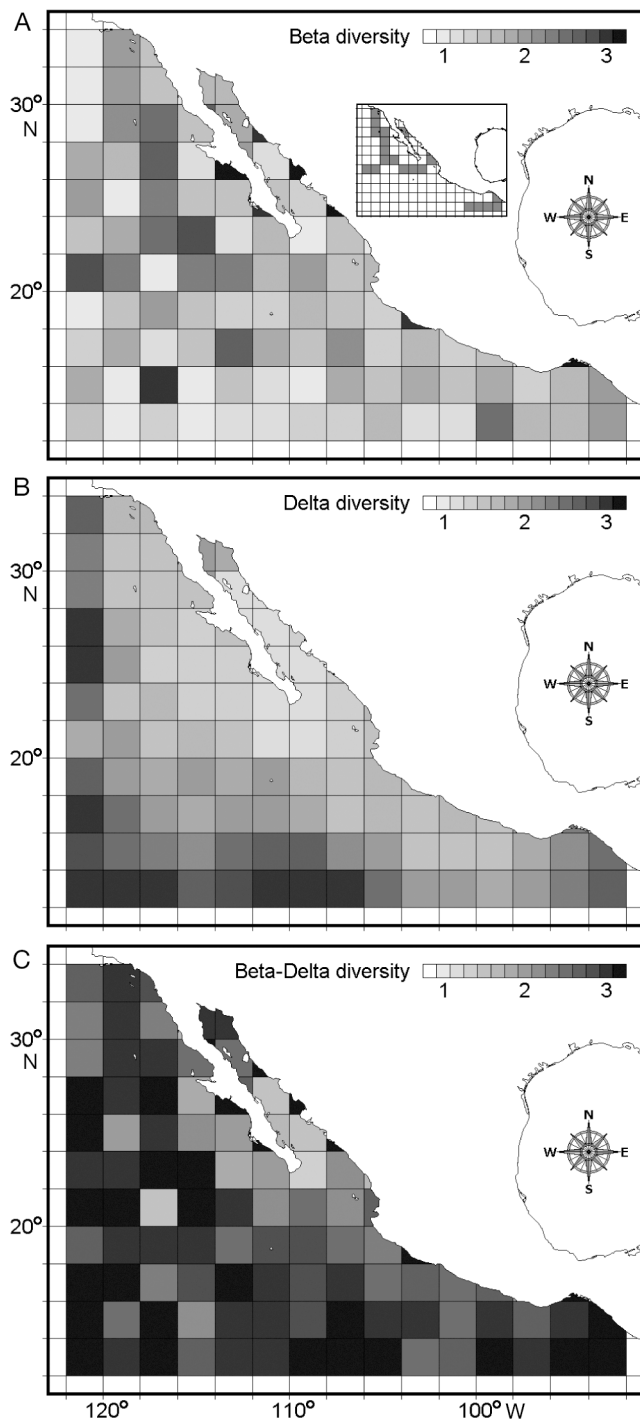 A
Beta diversity
1 2 3
30°
N
20°
N
W E
S
B
Delta diversity
1 2 3
30°
N
20°
N
W E
S
C
Beta-Delta diversity
1 2 3
30°
N
20°
N
W E
S
120° 110° 100° W